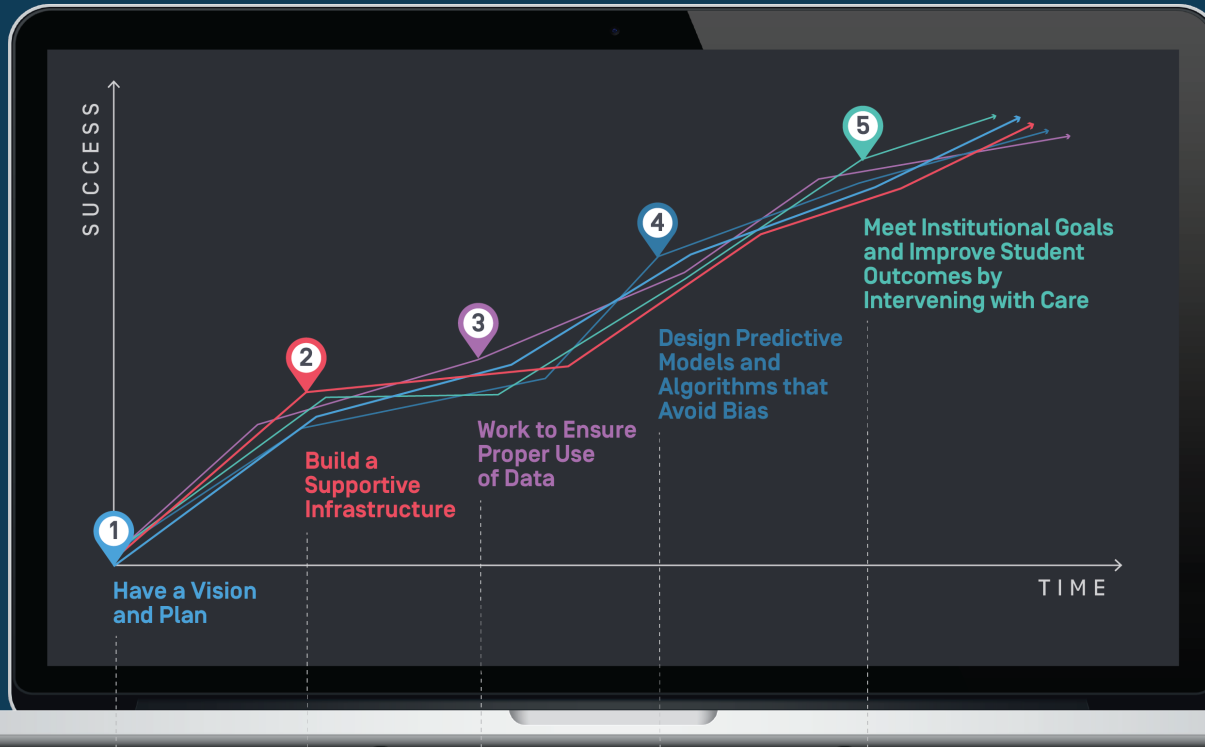 SUCCESS
5
4
Meet Institutional Goals
and Improve Student
Outcomes by
Intervening with Care
3
2
Design Predictive
Models and
Algorithms that
Avoid Bias
Work to Ensure
Proper Use
of Data
Build a
Supportive
Infrastructure
1
TIME
Have a Vision
and Plan